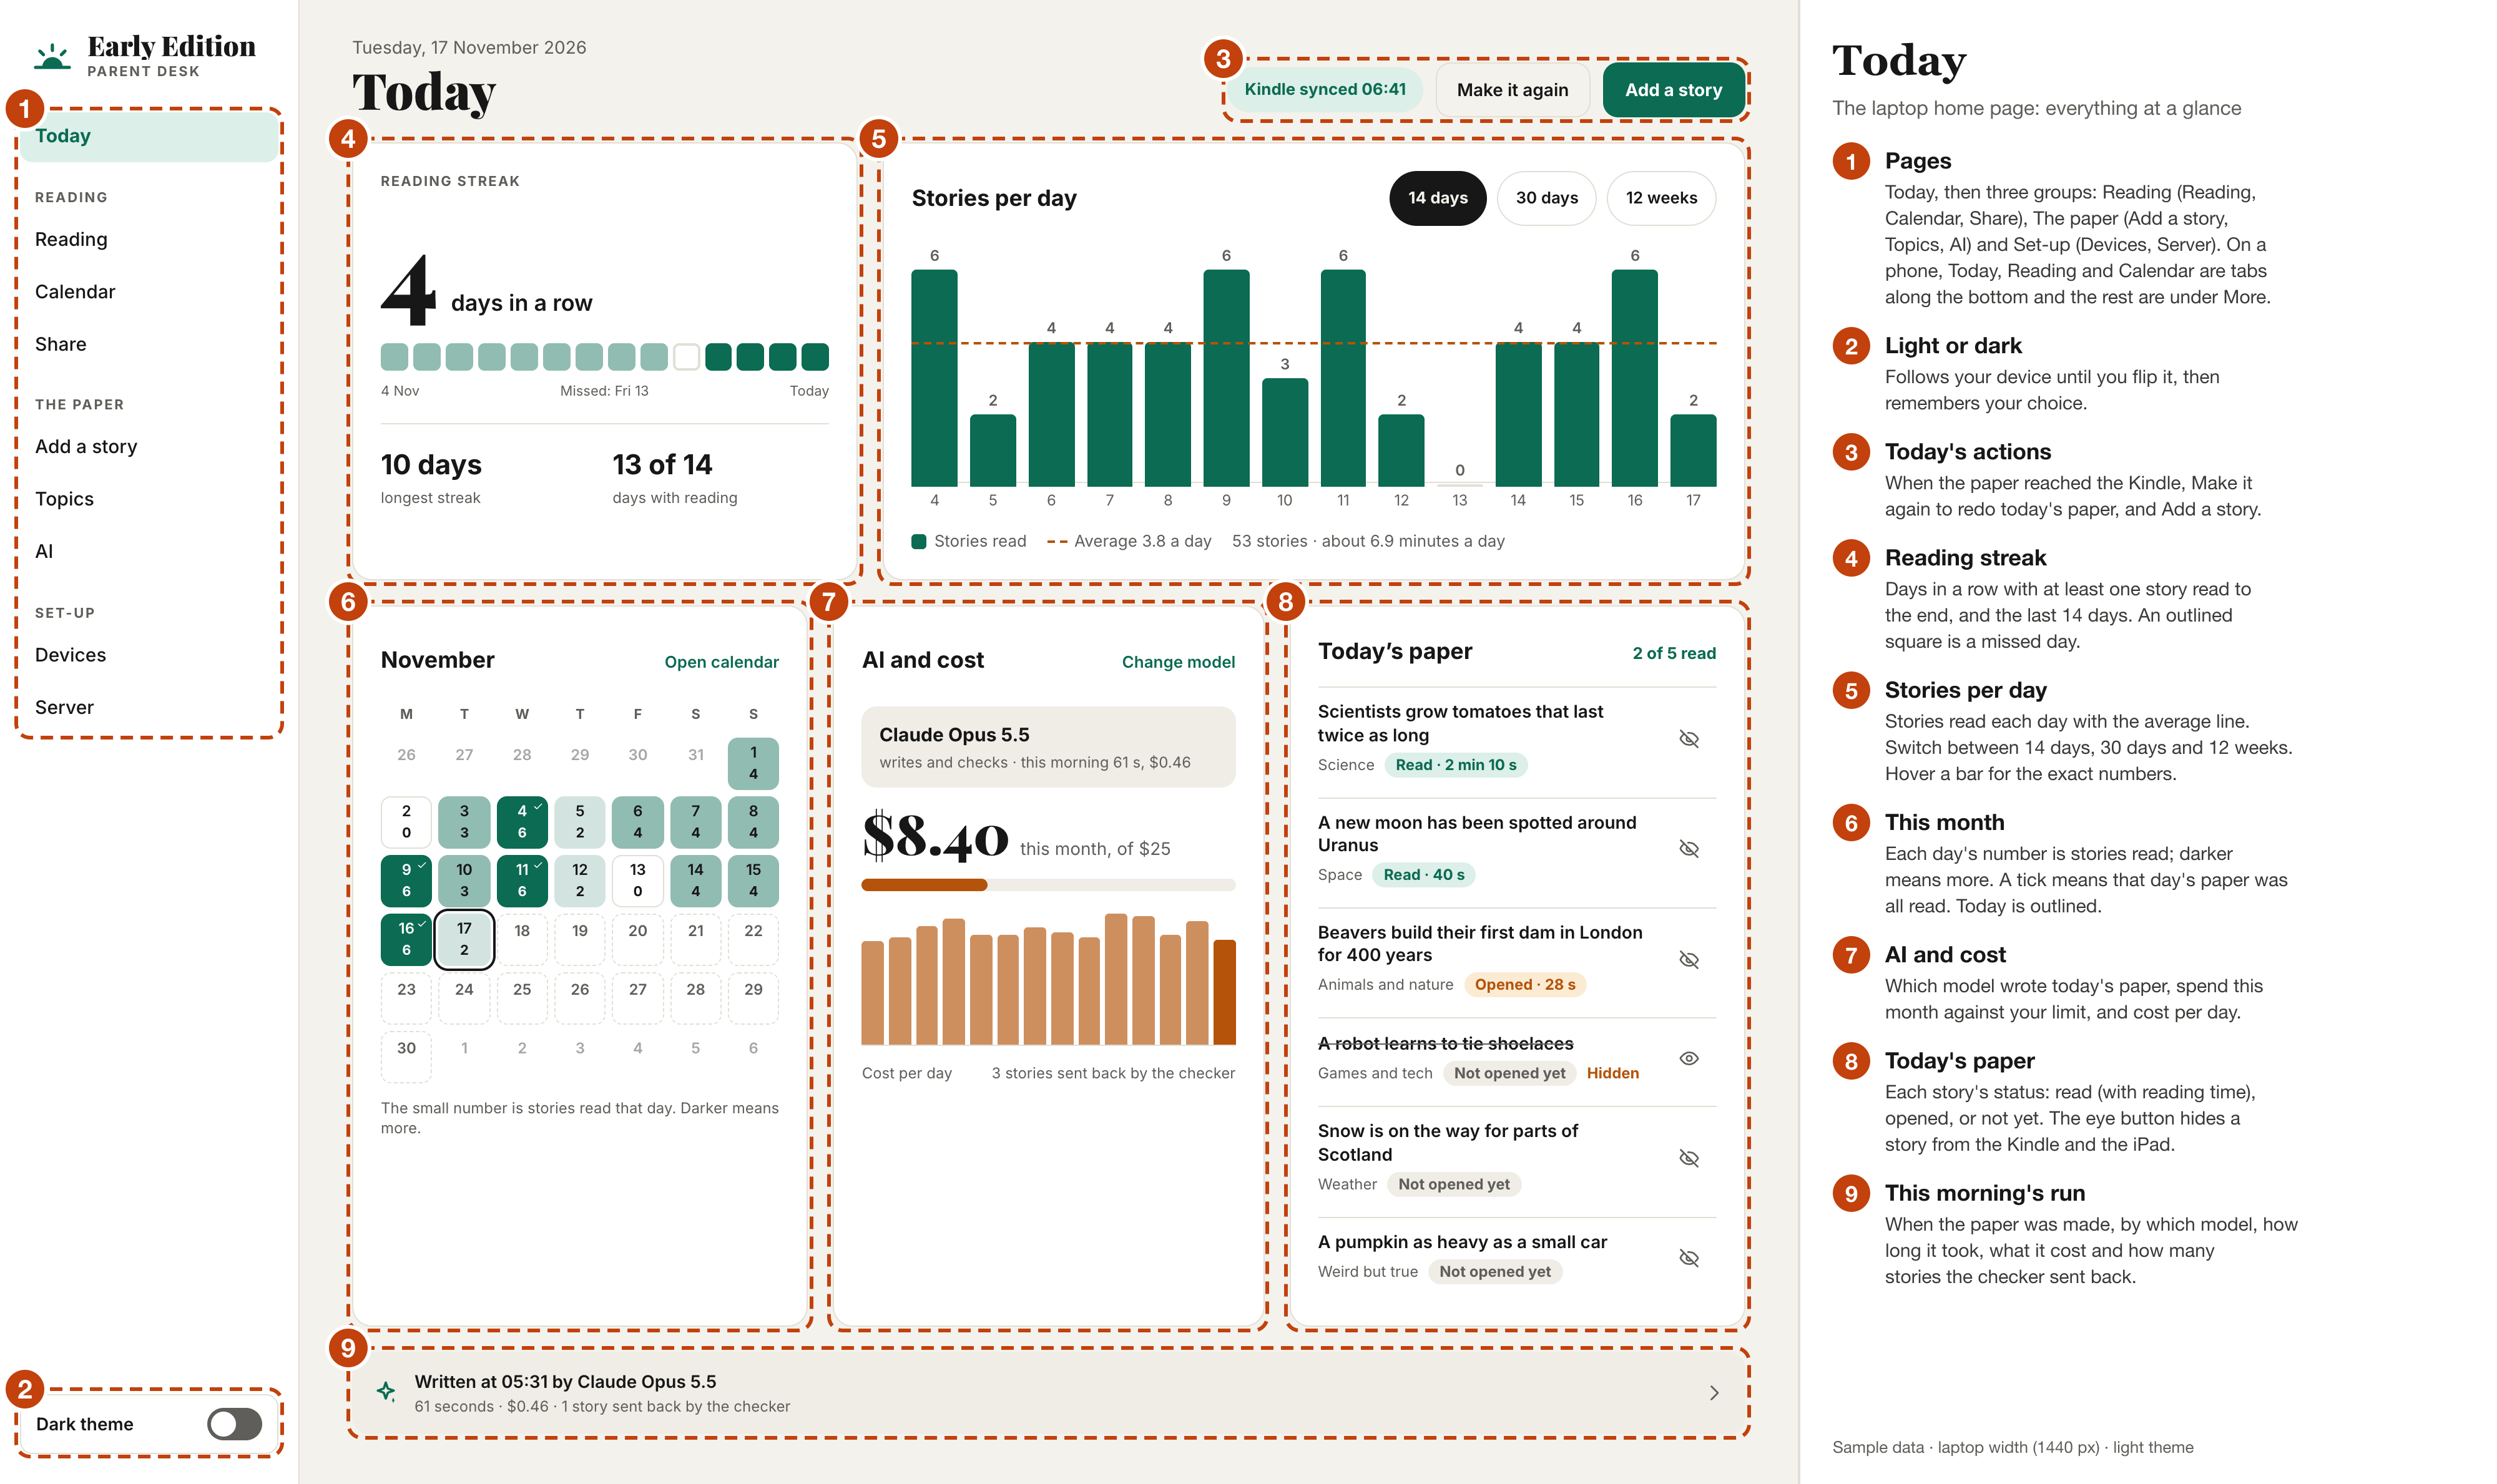 Early Edition
PARENT DESK
1
Today
READING
Reading
Calendar
Share
THE PAPER
Add a story
Topics
AI
SET-UP
Devices
Server
2
Dark theme
Tuesday, 17 November 2026
Today
3
Kindle synced 06:41
Make it again
Add a story
4
READING STREAK
4 days in a row
4 Nov Missed: Fri 13 Today
10 days 13 of 14
longest streak days with reading
5
Stories per day
14 days 30 days 12 weeks
6 2 4 4 4 6 3 6 2 0 4 4 6 2
4 5 6 7 8 9 10 11 12 13 14 15 16 17
Stories read Average 3.8 a day 53 stories · about 6.9 minutes a day
6
November Open calendar
M T W T F S S
26 27 28 29 30 31 1
4
2 3 4 5 6 7 8
0 3 6 2 4 4 4
9 10 11 12 13 14 15
6 3 6 2 0 4 4
16 17 18 19 20 21 22
6 2
23 24 25 26 27 28 29
30 1 2 3 4 5 6
The small number is stories read that day. Darker means
more.
7
AI and cost Change model
Claude Opus 5.5
writes and checks · this morning 61 s, $0.46
$8.40 this month, of $25
Cost per day 3 stories sent back by the checker
8
Today’s paper 2 of 5 read
Scientists grow tomatoes that last
twice as long
Science Read · 2 min 10 s
A new moon has been spotted around
Uranus
Space Read · 40 s
Beavers build their first dam in London
for 400 years
Animals and nature Opened · 28 s
A robot learns to tie shoelaces
Games and tech Not opened yet Hidden
Snow is on the way for parts of
Scotland
Weather Not opened yet
A pumpkin as heavy as a small car
Weird but true Not opened yet
9
Written at 05:31 by Claude Opus 5.5
61 seconds · $0.46 · 1 story sent back by the checker
Today
The laptop home page: everything at a glance
1 Pages
Today, then three groups: Reading (Reading,
Calendar, Share), The paper (Add a story,
Topics, AI) and Set-up (Devices, Server). On a
phone, Today, Reading and Calendar are tabs
along the bottom and the rest are under More.
2 Light or dark
Follows your device until you flip it, then
remembers your choice.
3 Today's actions
When the paper reached the Kindle, Make it
again to redo today's paper, and Add a story.
4 Reading streak
Days in a row with at least one story read to
the end, and the last 14 days. An outlined
square is a missed day.
5 Stories per day
Stories read each day with the average line.
Switch between 14 days, 30 days and 12 weeks.
Hover a bar for the exact numbers.
6 This month
Each day's number is stories read; darker
means more. A tick means that day's paper was
all read. Today is outlined.
7 AI and cost
Which model wrote today's paper, spend this
month against your limit, and cost per day.
8 Today's paper
Each story's status: read (with reading time),
opened, or not yet. The eye button hides a
story from the Kindle and the iPad.
9 This morning's run
When the paper was made, by which model, how
long it took, what it cost and how many
stories the checker sent back.
Sample data · laptop width (1440 px) · light theme